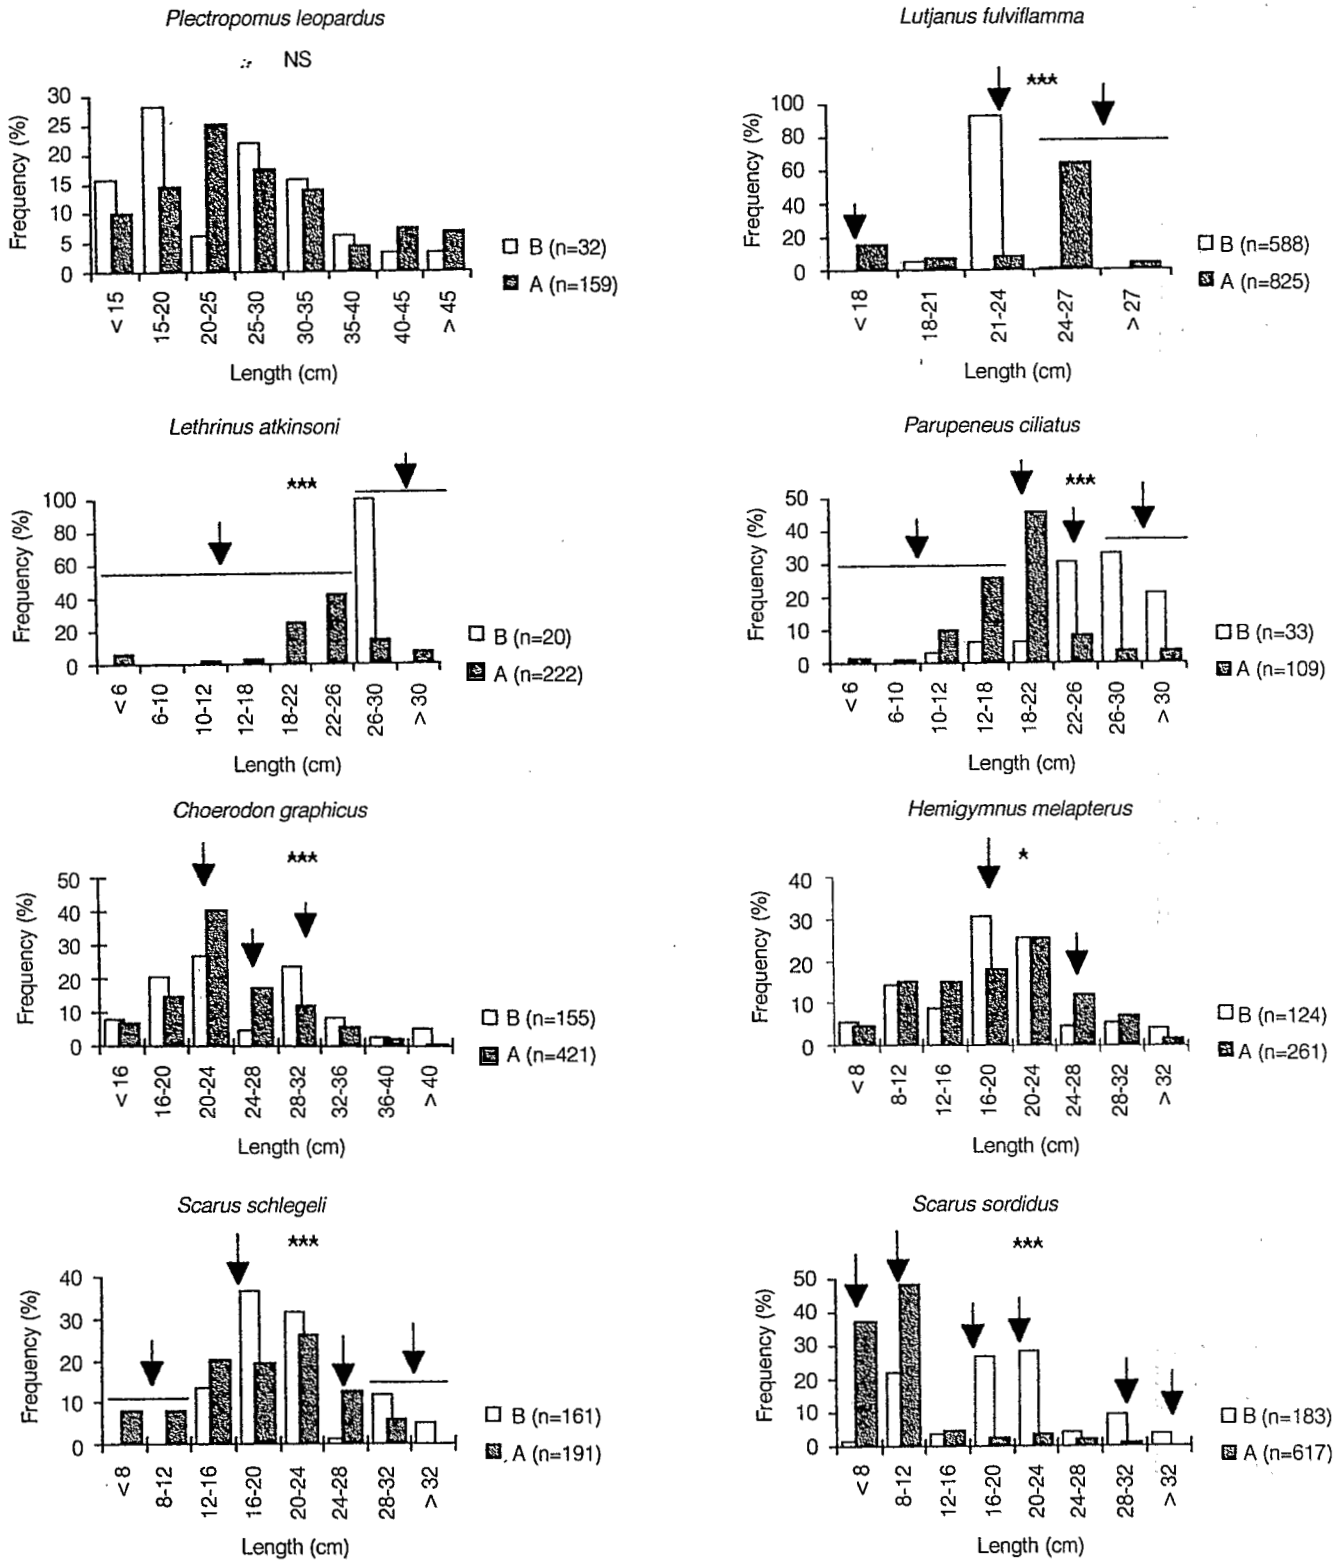 Plectropomus leopardus
NS
Frequency (%)
30
25
20
15
10
5
0
< 15
15-20
20-25
25-30
30-35
35-40
40-45
> 45
Length (cm)
B (n=32)
A (n=159)
Lutjanus fulviflamma
***
Frequency (%)
100
80
60
40
20
0
< 18
18-21
21-24
24-27
> 27
Length (cm)
B (n=588)
A (n=825)
Lethrinus atkinsoni
***
Frequency (%)
100
80
60
40
20
0
< 6
6-10
10-12
12-18
18-22
22-26
26-30
> 30
Length (cm)
B (n=20)
A (n=222)
Parupeneus ciliatus
***
Frequency (%)
50
40
30
20
10
0
< 6
6-10
10-12
12-18
18-22
22-26
26-30
> 30
Length (cm)
B (n=33)
A (n=109)
Choerodon graphicus
***
Frequency (%)
50
40
30
20
10
0
< 16
16-20
20-24
24-28
28-32
32-36
36-40
> 40
Length (cm)
B (n=155)
A (n=421)
Hemigymnus melapterus
*
Frequency (%)
40
30
20
10
0
< 8
8-12
12-16
16-20
20-24
24-28
28-32
> 32
Length (cm)
B (n=124)
A (n=261)
Scarus schlegeli
***
Frequency (%)
40
30
20
10
0
< 8
8-12
12-16
16-20
20-24
24-28
28-32
> 32
Length (cm)
B (n=161)
A (n=191)
Scarus sordidus
***
Frequency (%)
50
40
30
20
10
0
< 8
8-12
12-16
16-20
20-24
24-28
28-32
> 32
Length (cm)
B (n=183)
A (n=617)